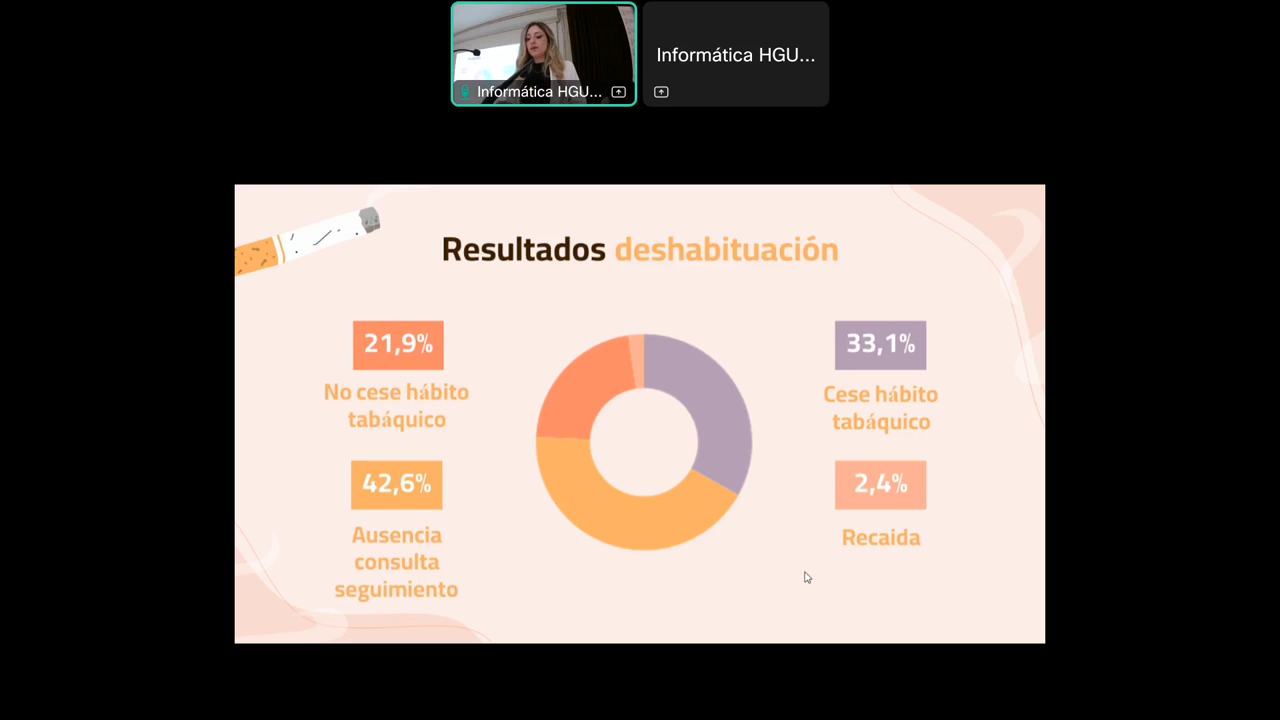 Informática HGU...
Informática HGU...
Resultados deshabituación
21,9%
No cese hábito
tabáquico
42,6%
Ausencia
consulta
seguimiento
33,1%
Cese hábito
tabáquico
2,4%
Recaida